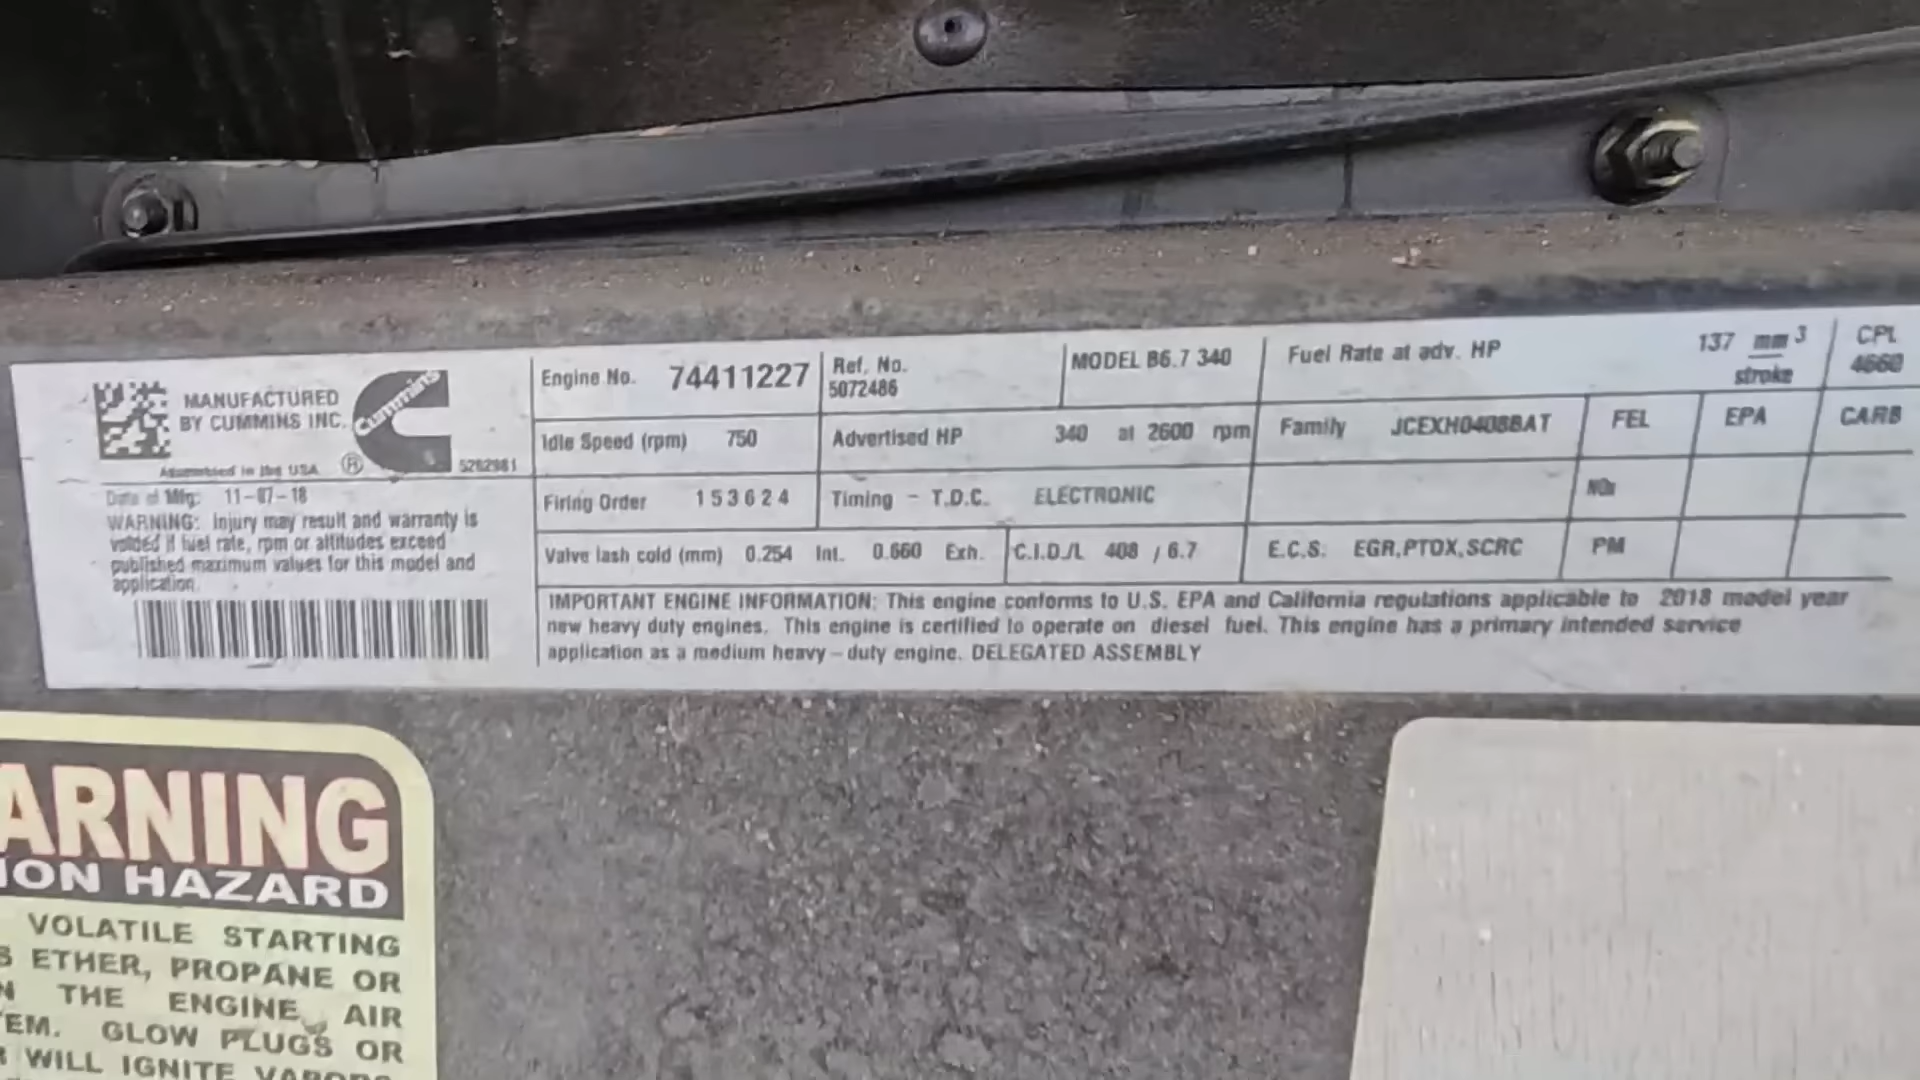 MANUFACTURED
BY CUMMINS INC.
Cummins
Assembled in the USA ® 5262981
Date of Mfg: 11-07-18
WARNING: Injury may result and warranty is
voided if fuel rate, rpm or altitudes exceed
published maximum values for this model and
application.
Engine No. 74411227
Ref. No.
5072486
MODEL B6.7 340
Fuel Rate at adv. HP 137 mm3
stroke
CPL
4660
Idle Speed (rpm) 750
Advertised HP 340 at 2600 rpm
Family JCEXH0408BAT
FEL EPA CARB
Firing Order 153624
Timing - T.D.C. ELECTRONIC
NOx
Valve lash cold (mm) 0.254 Int. 0.660 Exh.
C.I.D./L 408 / 6.7
E.C.S. EGR,PTOX,SCRC
PM
IMPORTANT ENGINE INFORMATION: This engine conforms to U.S. EPA and California regulations applicable to 2018 model year
new heavy duty engines. This engine is certified to operate on diesel fuel. This engine has a primary intended service
application as a medium heavy-duty engine. DELEGATED ASSEMBLY
ARNING
ION HAZARD
VOLATILE STARTING
S ETHER, PROPANE OR
N THE ENGINE AIR
EM. GLOW PLUGS OR
WILL IGNITE VAPORS